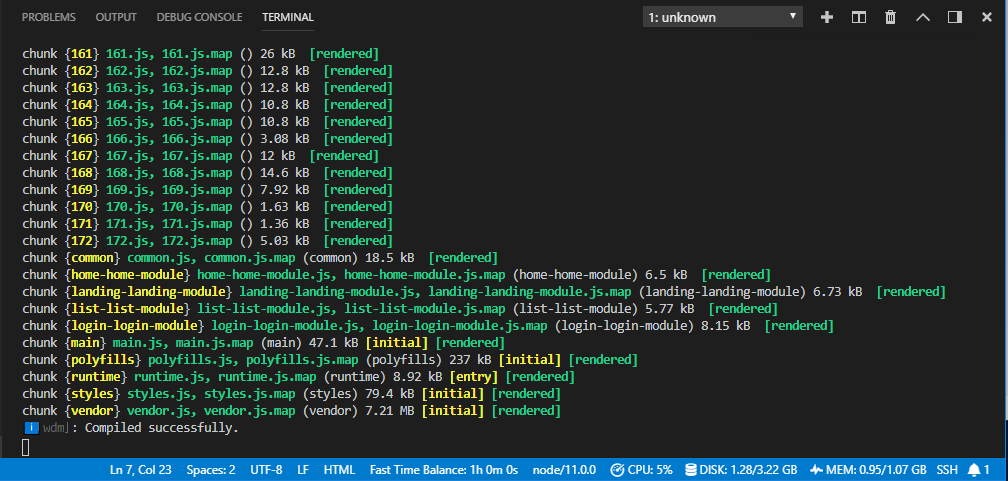 PROBLEMS OUTPUT DEBUG CONSOLE TERMINAL 1: unknown
chunk {161} 161.js, 161.js.map () 26 kB [rendered]
chunk {162} 162.js, 162.js.map () 12.8 kB [rendered]
chunk {163} 163.js, 163.js.map () 12.8 kB [rendered]
chunk {164} 164.js, 164.js.map () 10.8 kB [rendered]
chunk {165} 165.js, 165.js.map () 10.8 kB [rendered]
chunk {166} 166.js, 166.js.map () 3.08 kB [rendered]
chunk {167} 167.js, 167.js.map () 12 kB [rendered]
chunk {168} 168.js, 168.js.map () 14.6 kB [rendered]
chunk {169} 169.js, 169.js.map () 7.92 kB [rendered]
chunk {170} 170.js, 170.js.map () 1.63 kB [rendered]
chunk {171} 171.js, 171.js.map () 1.36 kB [rendered]
chunk {172} 172.js, 172.js.map () 5.03 kB [rendered]
chunk {common} common.js, common.js.map (common) 18.5 kB [rendered]
chunk {home-home-module} home-home-module.js, home-home-module.js.map (home-home-module) 6.5 kB [rendered]
chunk {landing-landing-module} landing-landing-module.js, landing-landing-module.js.map (landing-landing-module) 6.73 kB [rendered]
chunk {list-list-module} list-list-module.js, list-list-module.js.map (list-list-module) 5.77 kB [rendered]
chunk {login-login-module} login-login-module.js, login-login-module.js.map (login-login-module) 8.15 kB [rendered]
chunk {main} main.js, main.js.map (main) 47.1 kB [initial] [rendered]
chunk {polyfills} polyfills.js, polyfills.js.map (polyfills) 237 kB [initial] [rendered]
chunk {runtime} runtime.js, runtime.js.map (runtime) 8.92 kB [entry] [rendered]
chunk {styles} styles.js, styles.js.map (styles) 79.4 kB [initial] [rendered]
chunk {vendor} vendor.js, vendor.js.map (vendor) 7.21 MB [initial] [rendered]
i wdm]: Compiled successfully.
Ln 7, Col 23 Spaces: 2 UTF-8 LF HTML Fast Time Balance: 1h 0m 0s node/11.0.0 CPU: 5% DISK: 1.28/3.22 GB MEM: 0.95/1.07 GB SSH 1